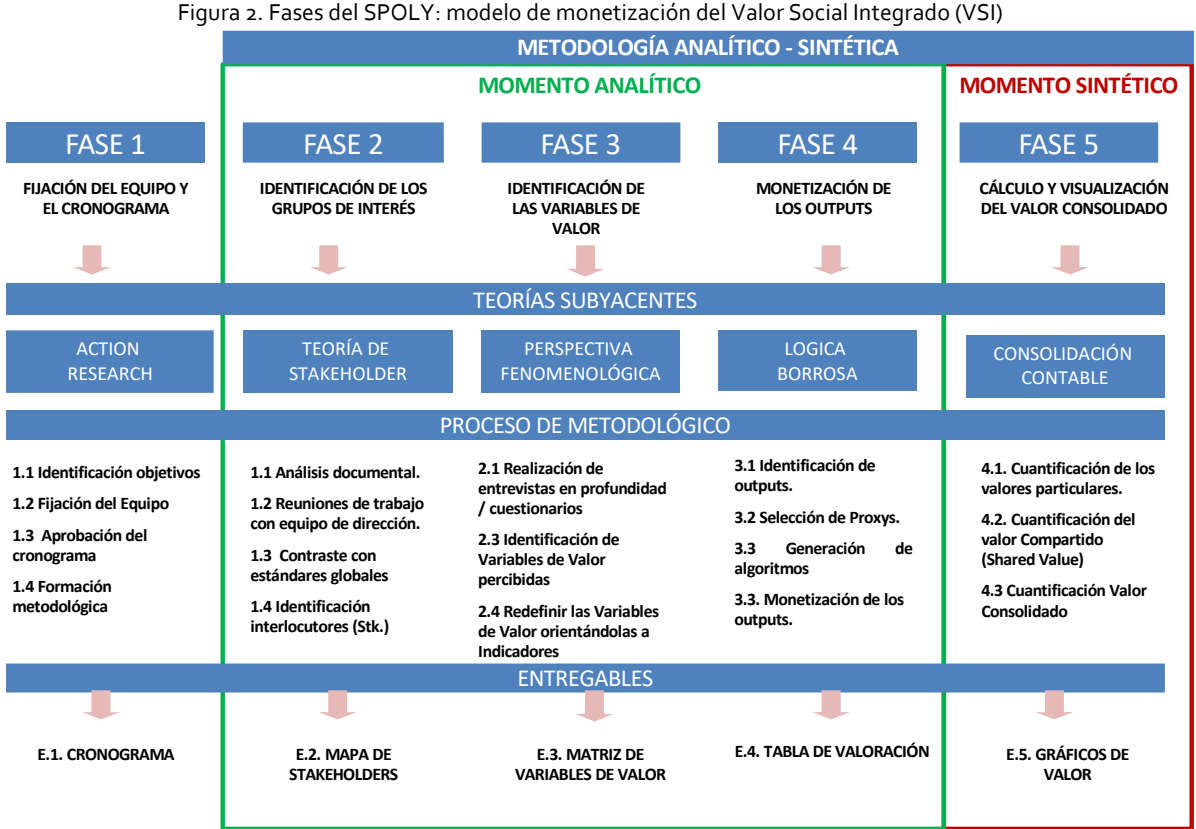 Figura 2. Fases del SPOLY: modelo de monetización del Valor Social Integrado (VSI)
METODOLOGÍA ANALÍTICO - SINTÉTICA
MOMENTO ANALÍTICO
MOMENTO SINTÉTICO
FASE 1
FASE 2
FASE 3
FASE 4
FASE 5
FIJACIÓN DEL EQUIPO Y
EL CRONOGRAMA
IDENTIFICACIÓN DE LOS
GRUPOS DE INTERÉS
IDENTIFICACIÓN DE
LAS VARIABLES DE
VALOR
MONETIZACIÓN DE
LOS OUTPUTS
CÁLCULO Y VISUALIZACIÓN
DEL VALOR CONSOLIDADO
TEORÍAS SUBYACENTES
ACTION
RESEARCH
TEORÍA DE
STAKEHOLDER
PERSPECTIVA
FENOMENOLÓGICA
LOGICA
BORROSA
CONSOLIDACIÓN
CONTABLE
PROCESO DE METODOLÓGICO
1.1 Identificación objetivos
1.2 Fijación del Equipo
1.3 Aprobación del
cronograma
1.4 Formación
metodológica
1.1 Análisis documental.
1.2 Reuniones de trabajo
con equipo de dirección.
1.3 Contraste con
estándares globales
1.4 Identificación
interlocutores (Stk.)
2.1 Realización de
entrevistas en profundidad
/ cuestionarios
2.3 Identificación de
Variables de Valor
percibidas
2.4 Redefinir las Variables
de Valor orientándolas a
Indicadores
3.1 Identificación de
outputs.
3.2 Selección de Proxys.
3.3 Generación de
algoritmos
3.3. Monetización de los
outputs.
4.1. Cuantificación de los
valores particulares.
4.2. Cuantificación del
valor Compartido
(Shared Value)
4.3 Cuantificación Valor
Consolidado
ENTREGABLES
E.1. CRONOGRAMA
E.2. MAPA DE
STAKEHOLDERS
E.3. MATRIZ DE
VARIABLES DE VALOR
E.4. TABLA DE VALORACIÓN
E.5. GRÁFICOS DE
VALOR